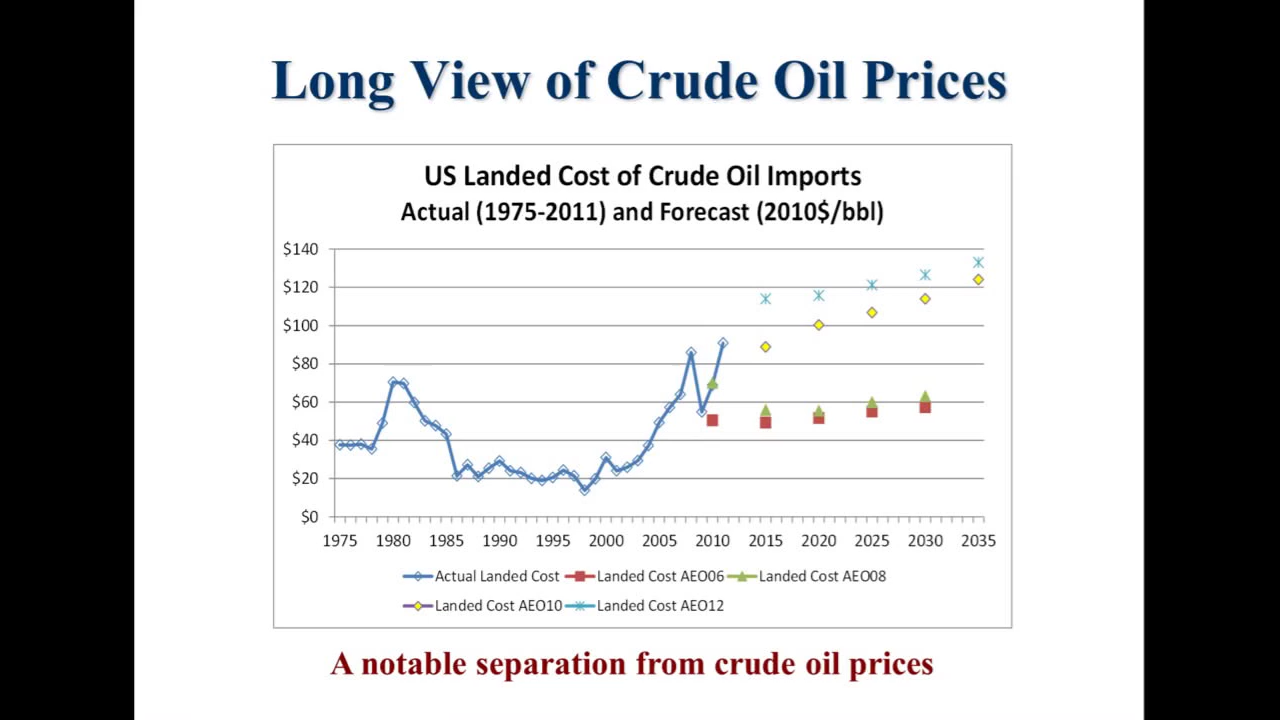 Long View of Crude Oil Prices
US Landed Cost of Crude Oil Imports
Actual (1975-2011) and Forecast (2010$/bbl)
$140
$120
$100
$80
$60
$40
$20
$0
1975 1980 1985 1990 1995 2000 2005 2010 2015 2020 2025 2030 2035
Actual Landed Cost Landed Cost AEO06 Landed Cost AEO08
Landed Cost AEO10 Landed Cost AEO12
A notable separation from crude oil prices